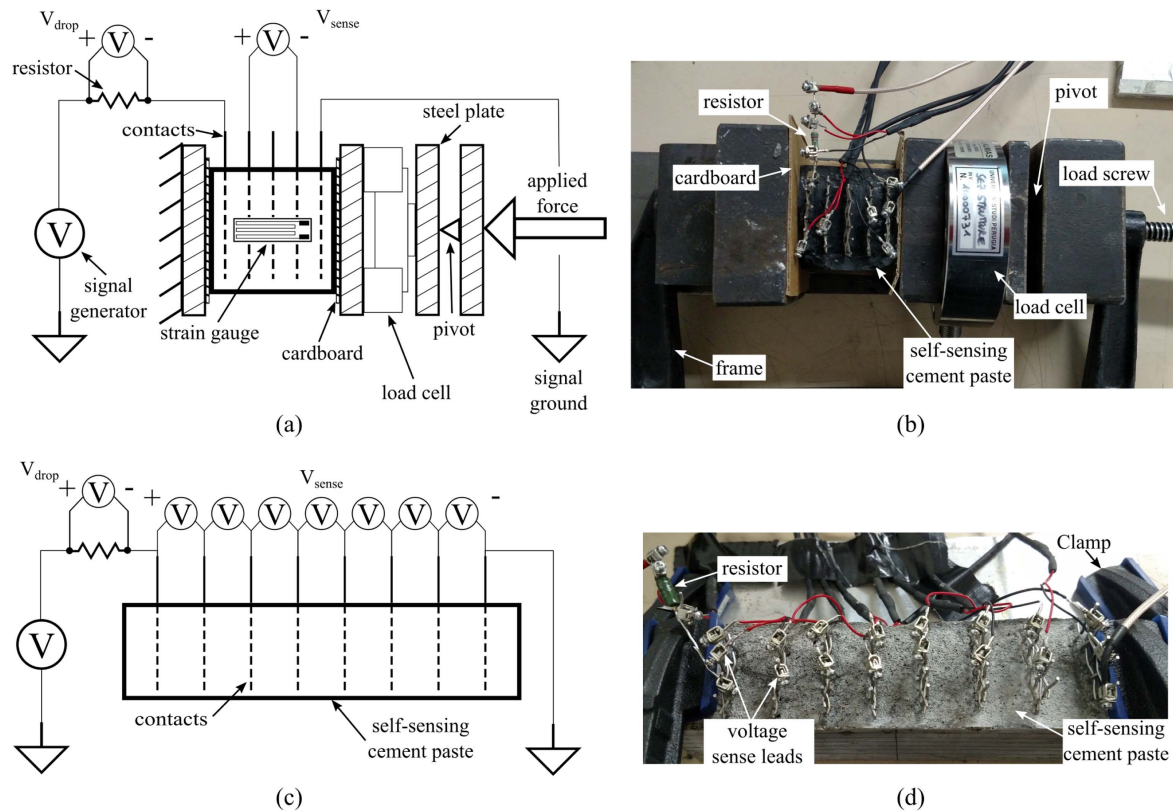 V_drop
+ V -
V_sense
+ V -
resistor
contacts
steel plate
applied
force
V
signal
generator
strain gauge
cardboard
load cell
pivot
signal
ground
(a)
resistor
cardboard
pivot
load screw
load cell
self-sensing
cement paste
frame
(b)
V_drop
+ V -
V_sense
+ V V V V V V V -
V
contacts
self-sensing
cement paste
(c)
resistor
Clamp
voltage
sense leads
self-sensing
cement paste
(d)